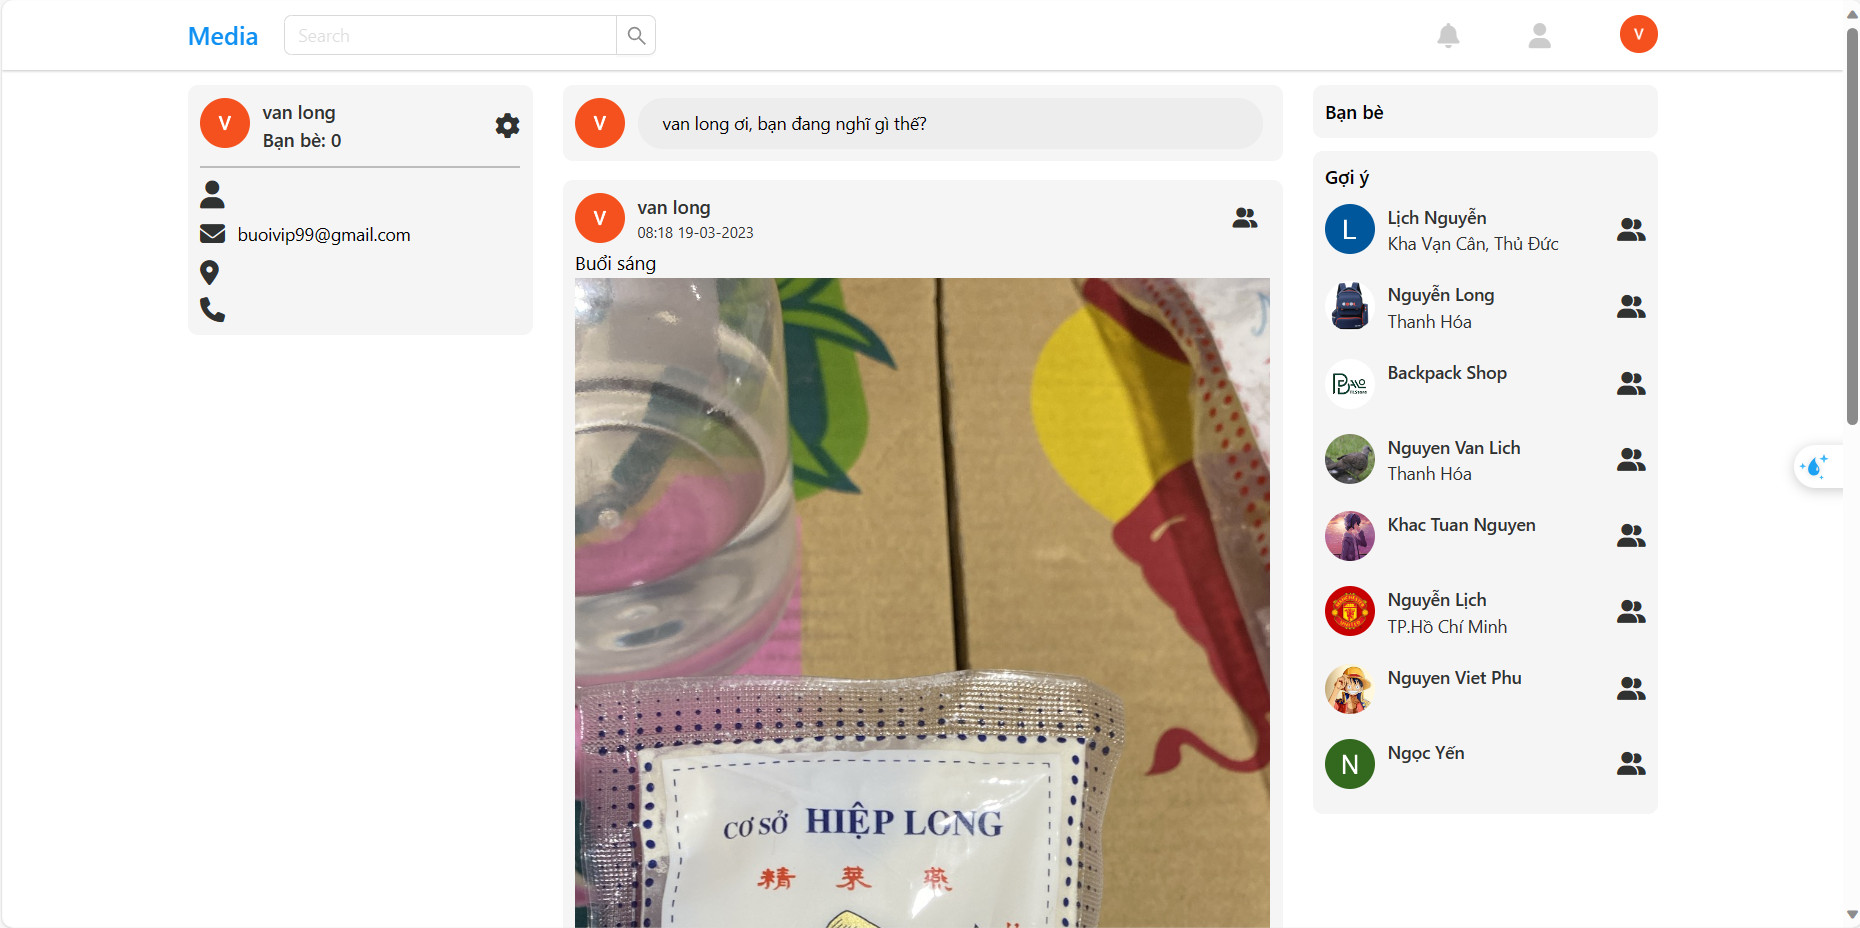 Media
Search
V
V
van long
Bạn bè: 0
buoivip99@gmail.com
V
van long ơi, bạn đang nghĩ gì thế?
V
van long
08:18 19-03-2023
Buổi sáng
CƠ SỞ HIỆP LONG
Bạn bè
Gợi ý
L
Lịch Nguyễn
Kha Vạn Cân, Thủ Đức
Nguyễn Long
Thanh Hóa
Backpack Shop
Nguyen Van Lich
Thanh Hóa
Khac Tuan Nguyen
Nguyễn Lịch
TP.Hồ Chí Minh
Nguyen Viet Phu
N
Ngọc Yến